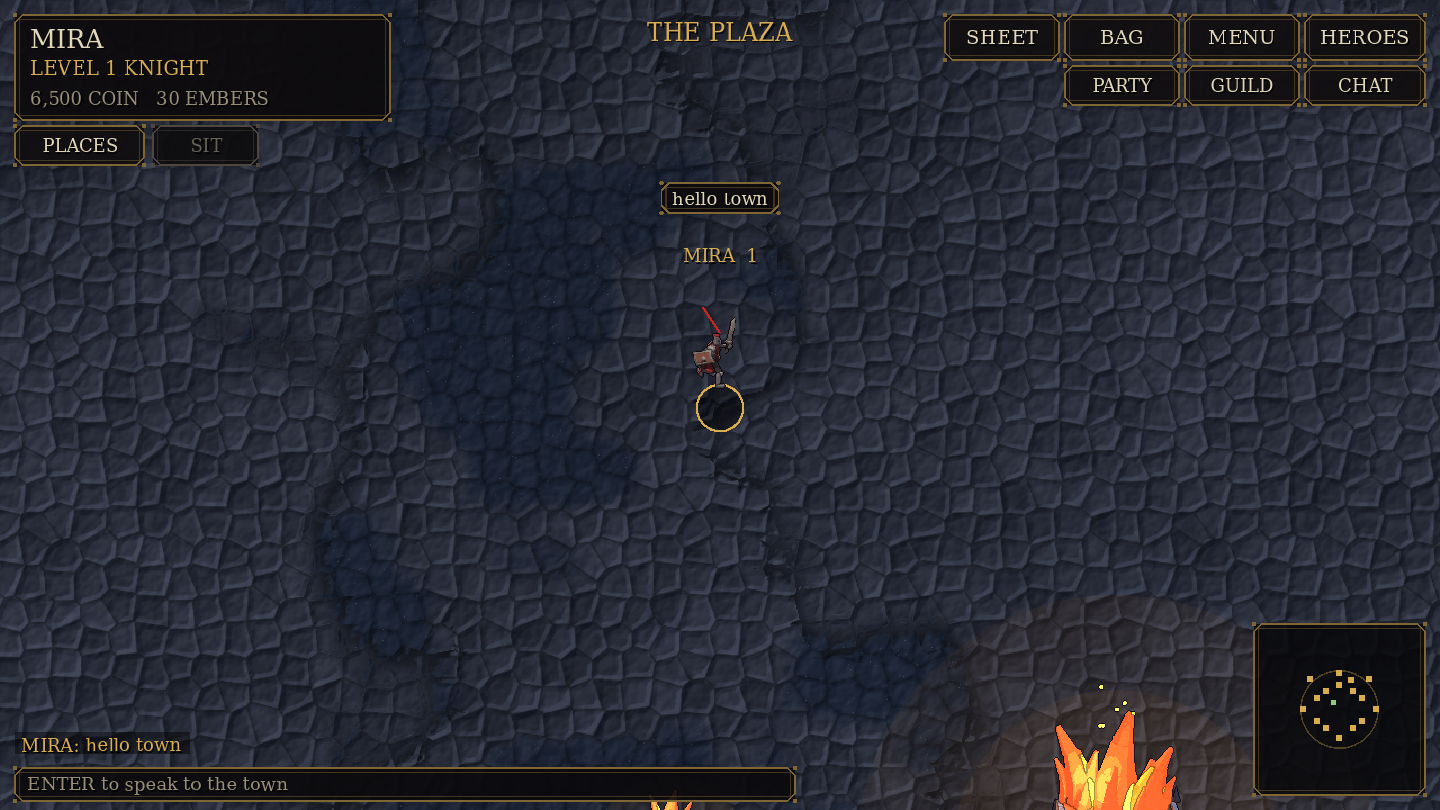 MIRA
LEVEL 1 KNIGHT
6,500 COIN 30 EMBERS
PLACES
SIT
THE PLAZA
SHEET
BAG
MENU
HEROES
PARTY
GUILD
CHAT
hello town
MIRA 1
MIRA: hello town
ENTER to speak to the town